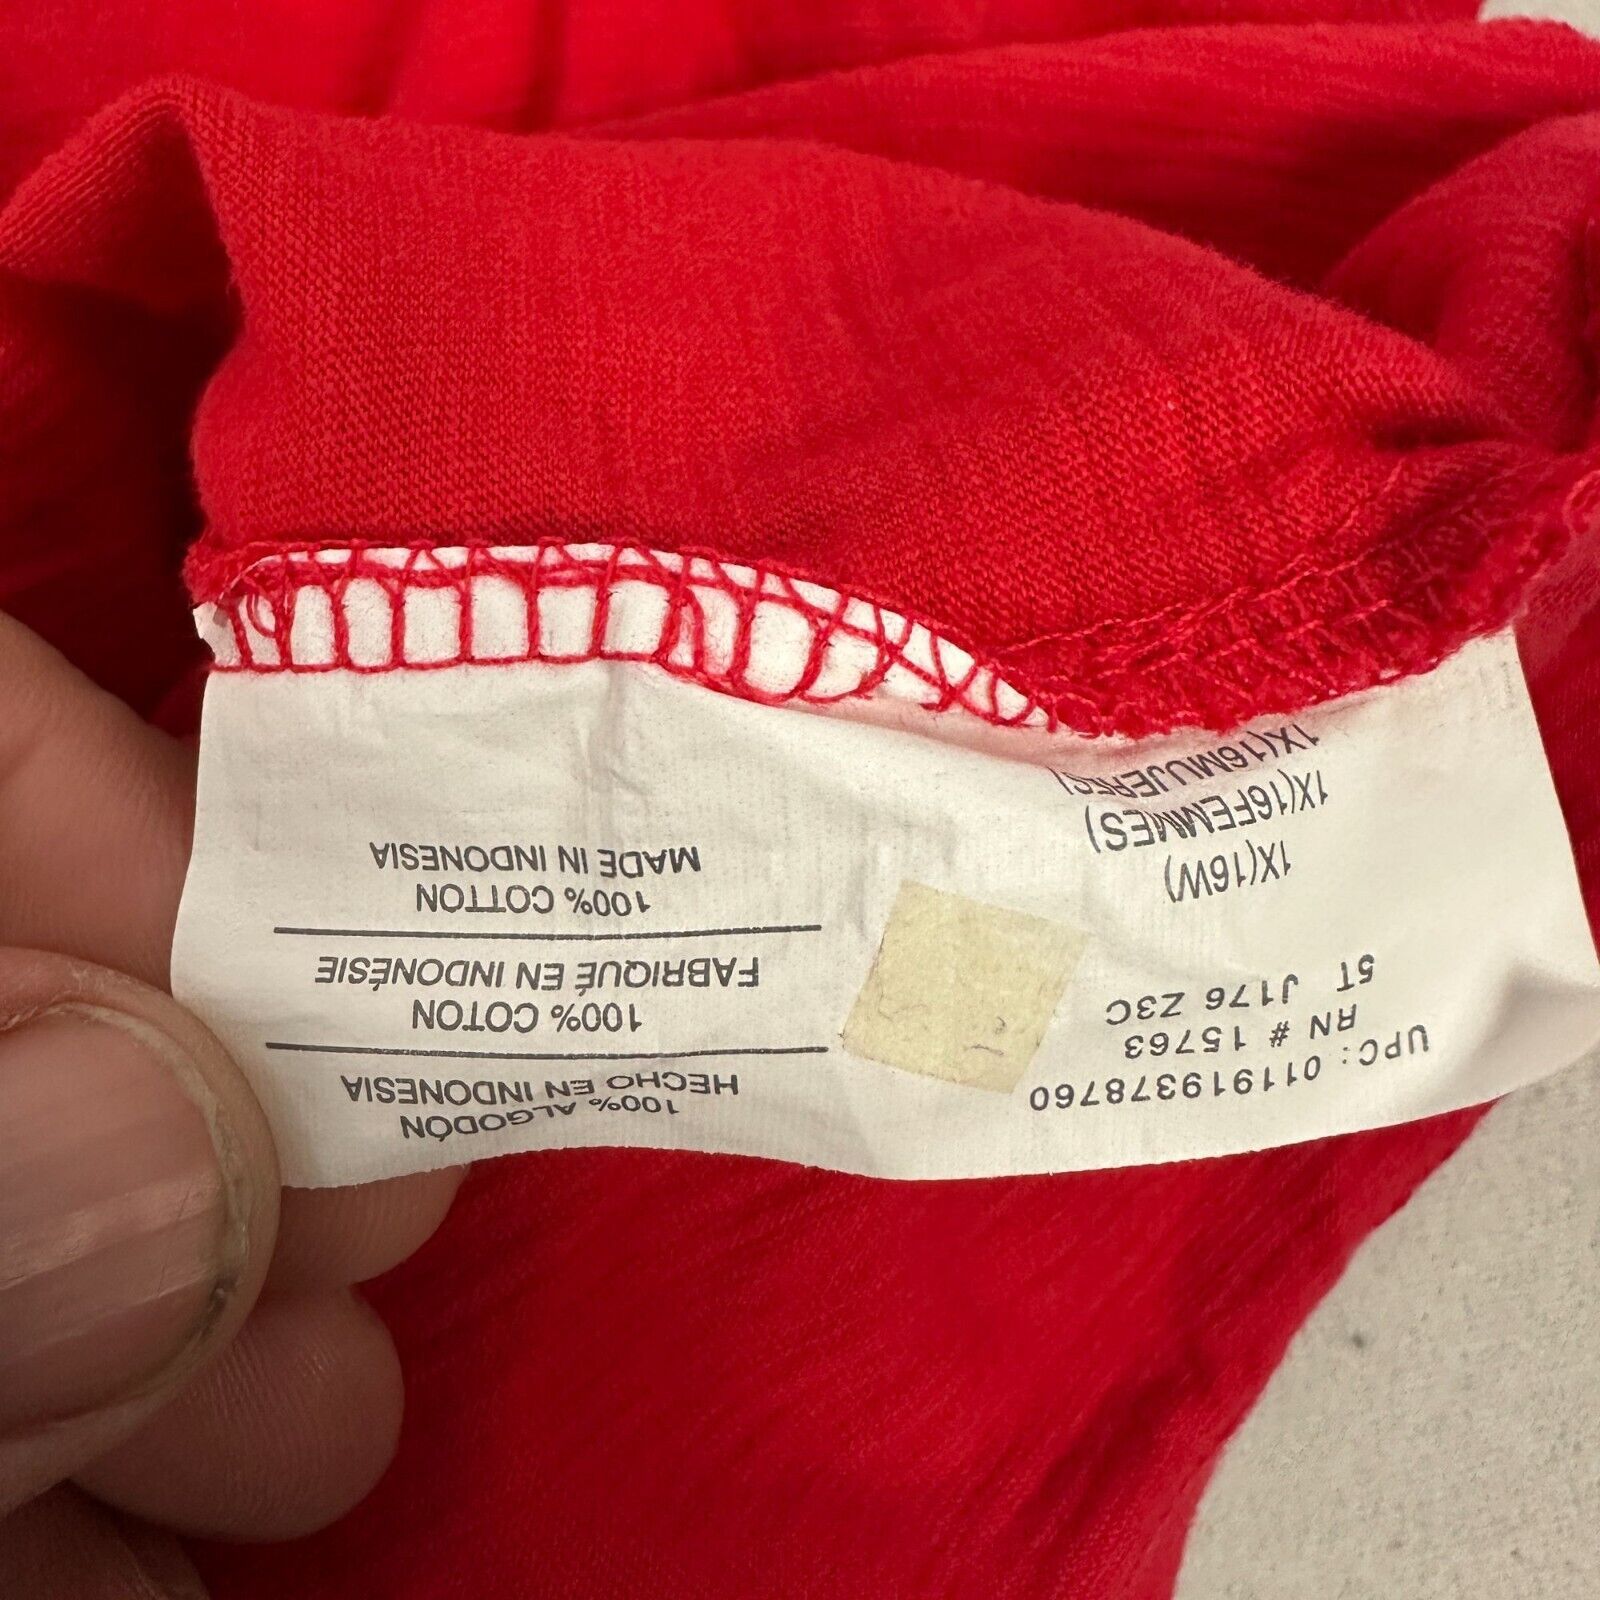 1X(16MUJERES)
1X(16FEMMES)
1X(16W)
5T J176 Z3C
RN # 15763
UPC: 011919378760
MADE IN INDONESIA
100% COTTON
FABRIQUÉ EN INDONÉSIE
100% COTON
HECHO EN INDONESIA
100% ALGODÓN